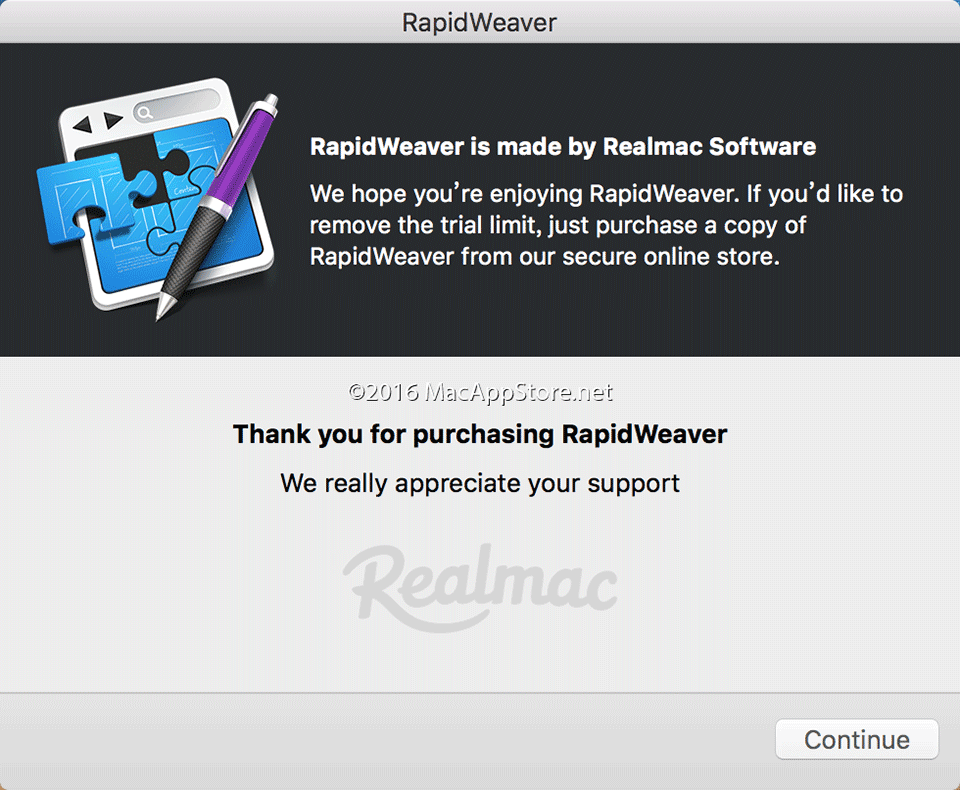 RapidWeaver
RapidWeaver is made by Realmac Software
We hope you’re enjoying RapidWeaver. If you’d like to
remove the trial limit, just purchase a copy of
RapidWeaver from our secure online store.
©2016 MacAppStore.net
Thank you for purchasing RapidWeaver
We really appreciate your support
Realmac
Continue